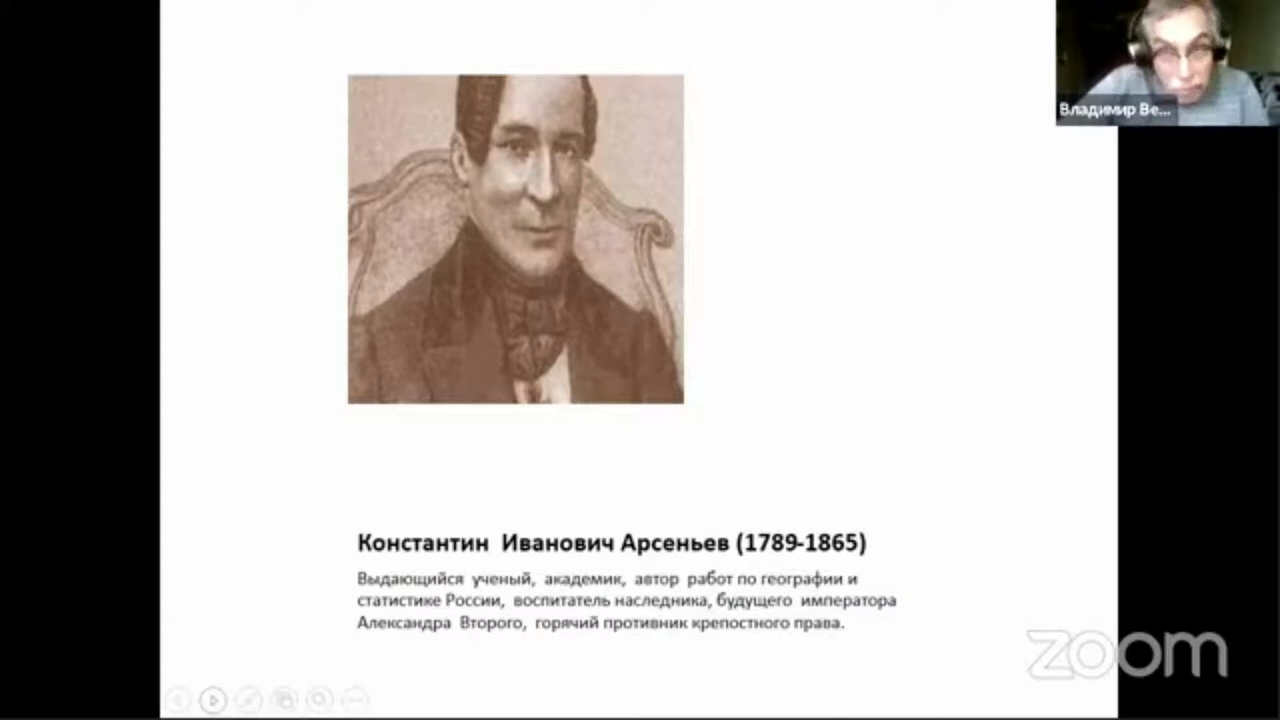 Владимир Ве...
Константин Иванович Арсеньев (1789-1865)
Выдающийся ученый, академик, автор работ по географии и
статистике России, воспитатель наследника, будущего императора
Александра Второго, горячий противник крепостного права.
zoom